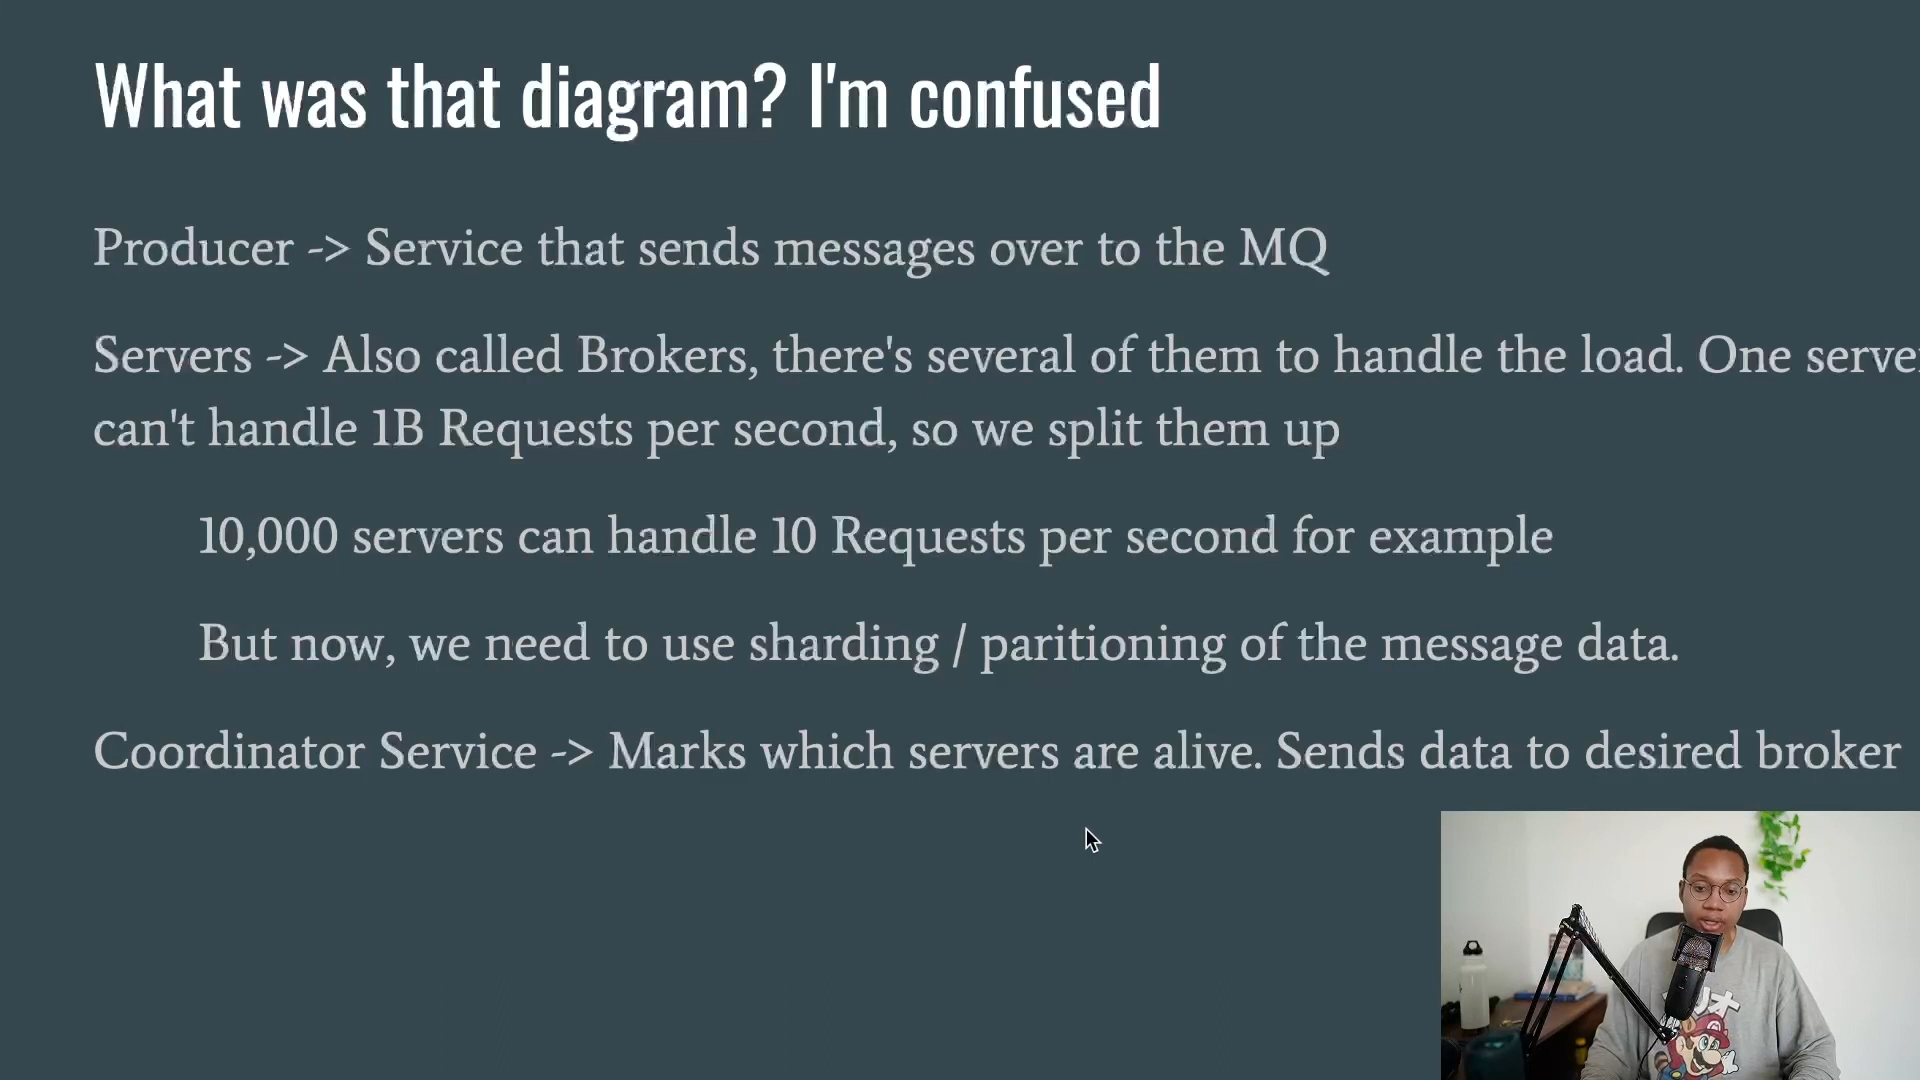 What was that diagram? I'm confused
Producer -> Service that sends messages over to the MQ
Servers -> Also called Brokers, there's several of them to handle the load. One server
can't handle 1B Requests per second, so we split them up
10,000 servers can handle 10 Requests per second for example
But now, we need to use sharding / paritioning of the message data.
Coordinator Service -> Marks which servers are alive. Sends data to desired broker